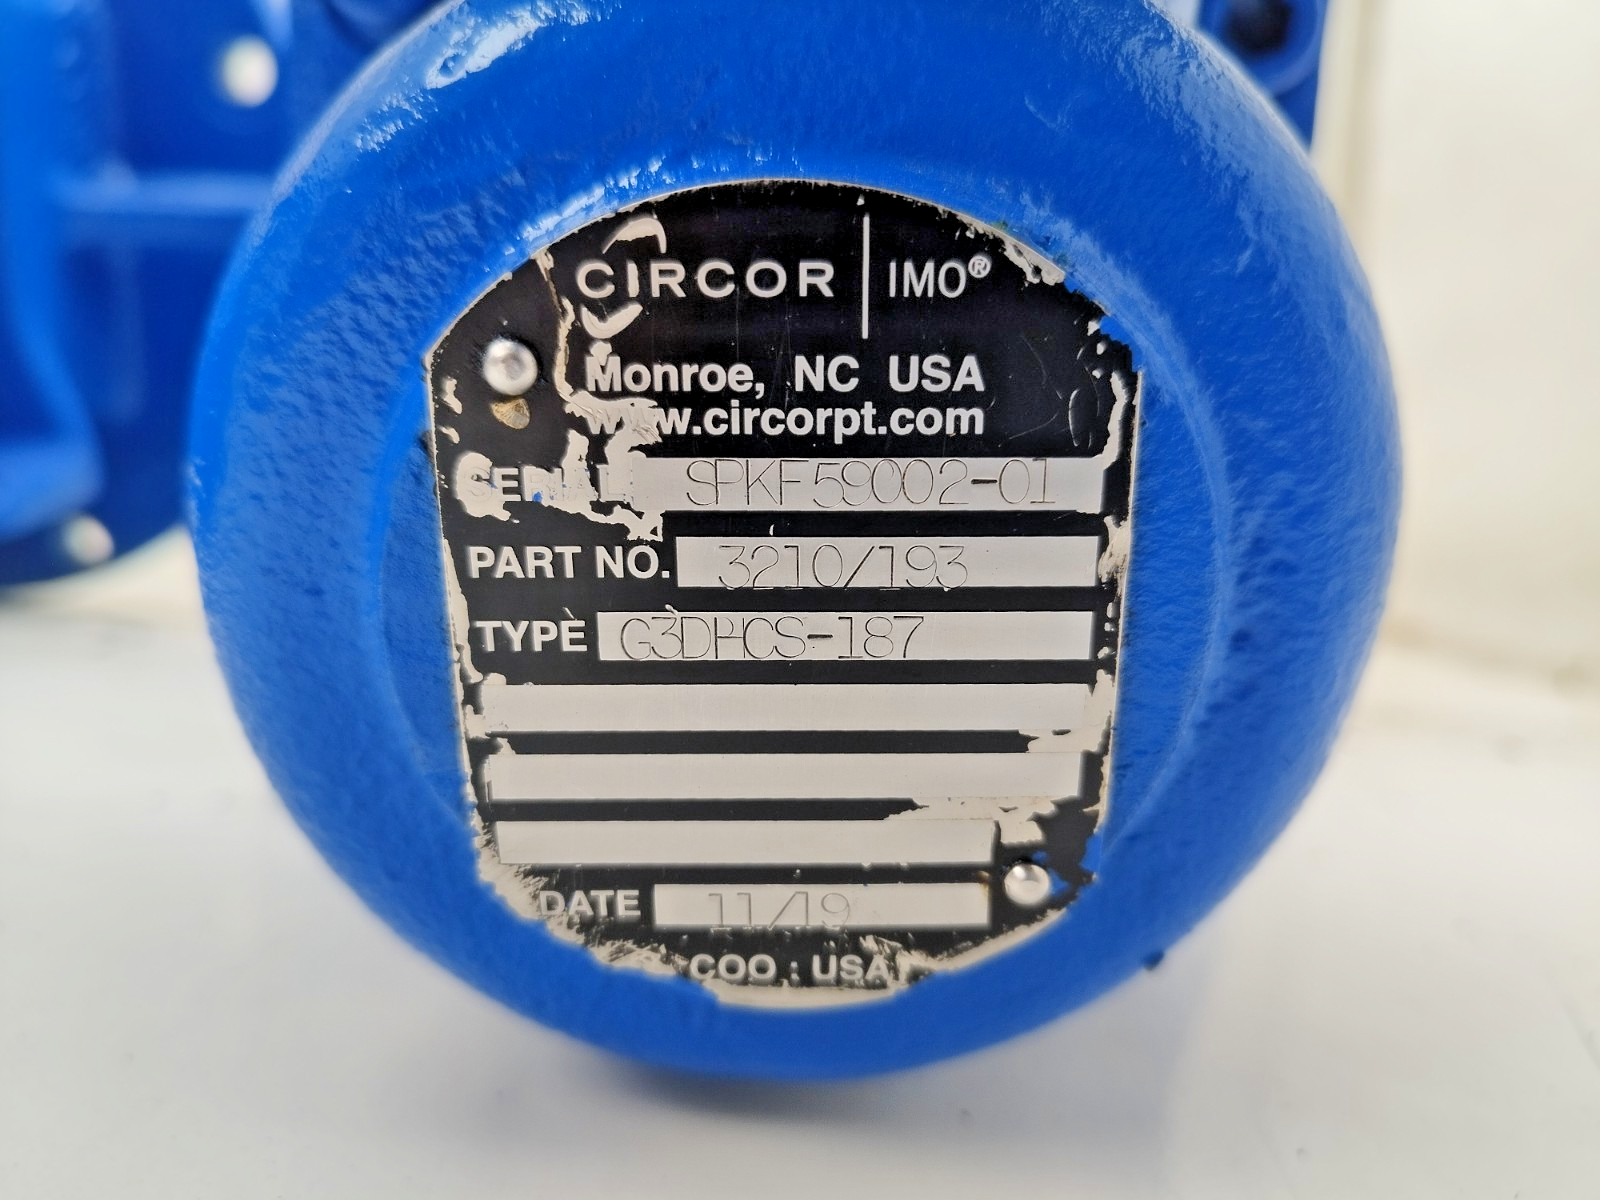 CIRCOR | IMO®
Monroe, NC USA
www.circorpt.com
SERIAL SPKF59002-01
PART NO. 3210/193
TYPE G3DHCS-187
DATE 11/19
COO : USA